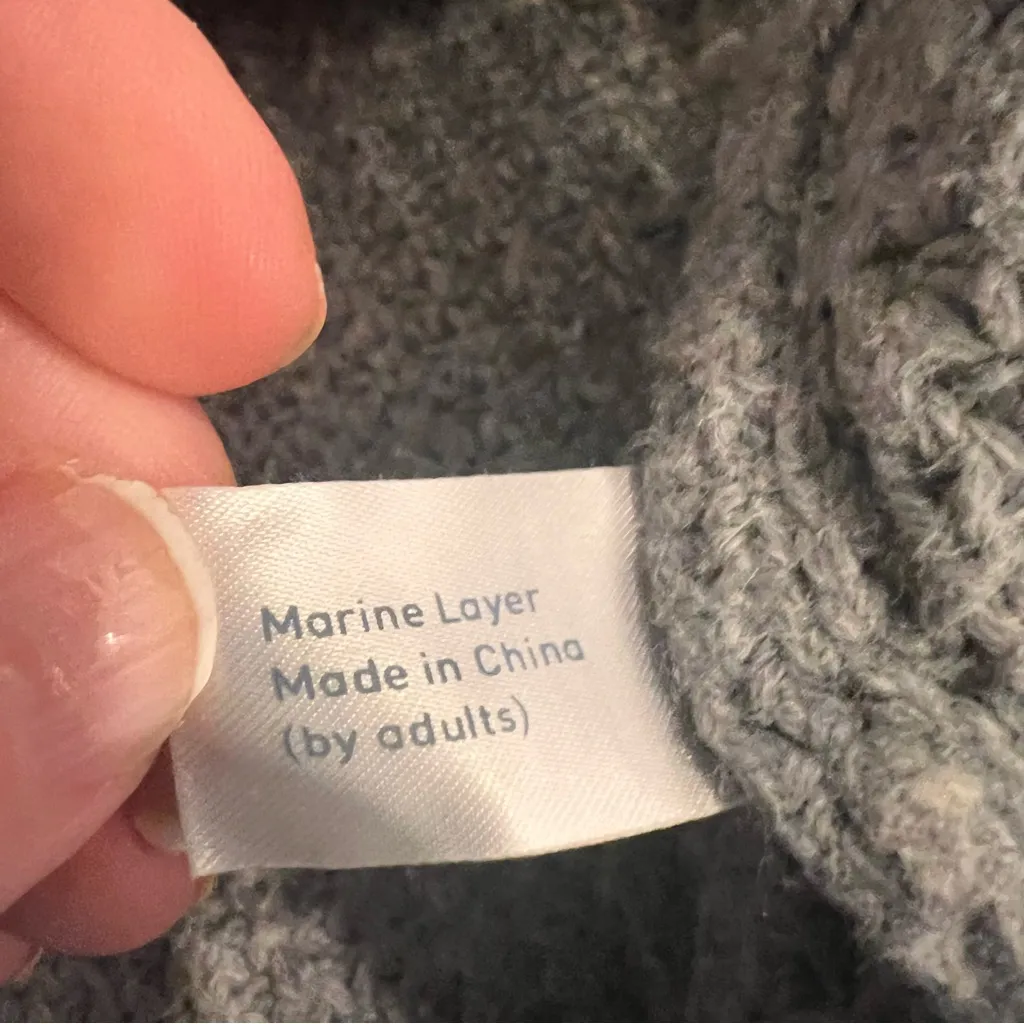 Marine Layer
Made in China
(by adults)